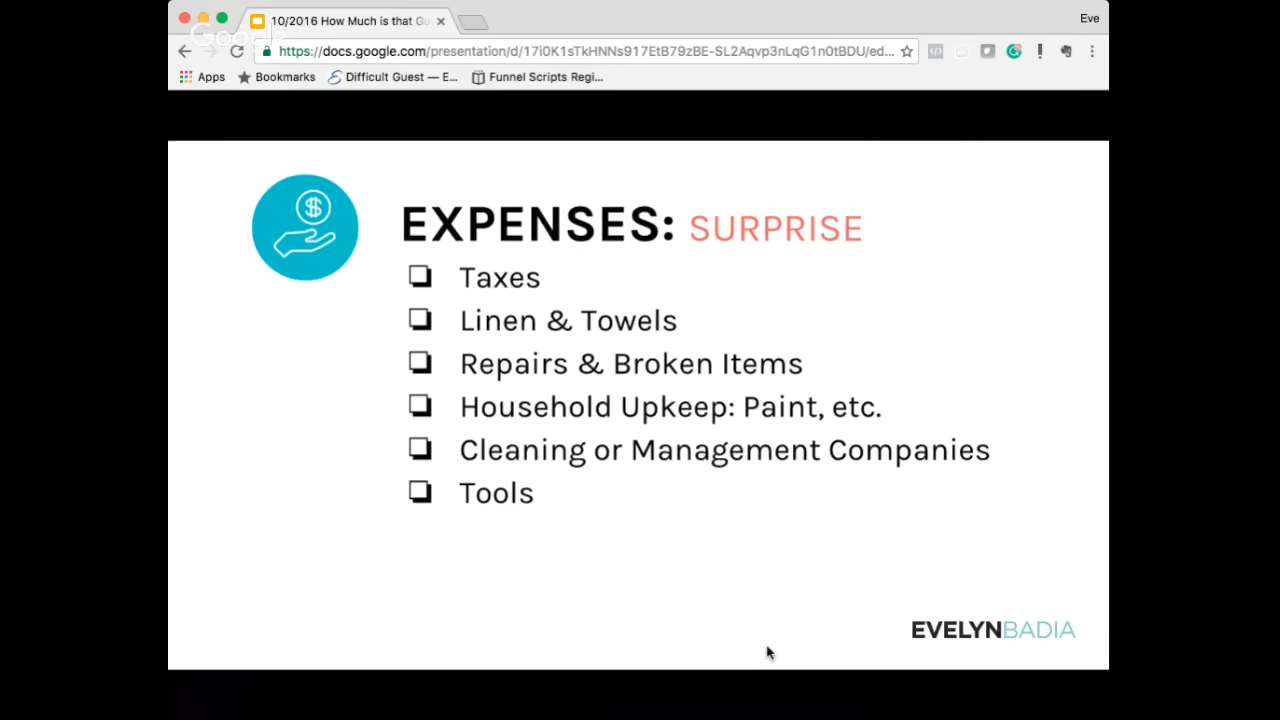 10/2016 How Much is that Gu
Eve
Google
https://docs.google.com/presentation/d/17i0K1sTkHNNs917EtB79zBE-SL2Aqvp3nLqG1n0tBDU/ed...
Apps
Bookmarks
Difficult Guest — E...
Funnel Scripts Regi...
$
EXPENSES: SURPRISE
❏ Taxes
❏ Linen & Towels
❏ Repairs & Broken Items
❏ Household Upkeep: Paint, etc.
❏ Cleaning or Management Companies
❏ Tools
EVELYNBADIA